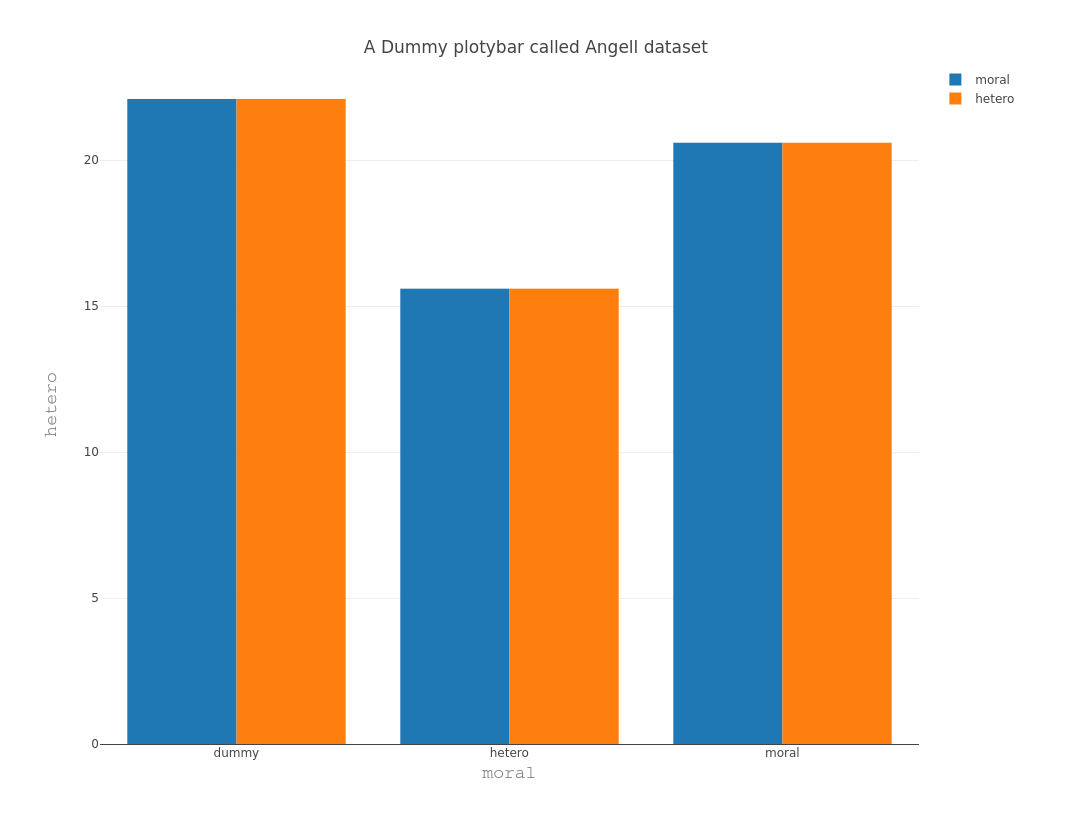 A Dummy plotybar called Angell dataset
moral
hetero
20
15
10
5
0
hetero
dummy
hetero
moral
moral